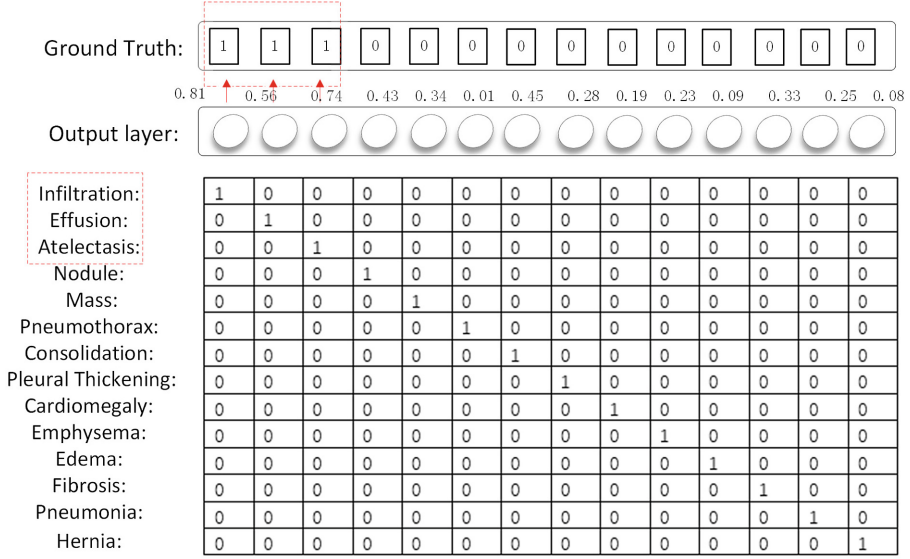 Ground Truth: 1 1 1 0 0 0 0 0 0 0 0 0 0 0
0.81 0.56 0.74 0.43 0.34 0.01 0.45 0.28 0.19 0.23 0.09 0.33 0.25 0.08
Output layer:
Infiltration: 1 0 0 0 0 0 0 0 0 0 0 0 0 0
Effusion: 0 1 0 0 0 0 0 0 0 0 0 0 0 0
Atelectasis: 0 0 1 0 0 0 0 0 0 0 0 0 0 0
Nodule: 0 0 0 1 0 0 0 0 0 0 0 0 0 0
Mass: 0 0 0 0 1 0 0 0 0 0 0 0 0 0
Pneumothorax: 0 0 0 0 0 1 0 0 0 0 0 0 0 0
Consolidation: 0 0 0 0 0 0 1 0 0 0 0 0 0 0
Pleural Thickening: 0 0 0 0 0 0 0 1 0 0 0 0 0 0
Cardiomegaly: 0 0 0 0 0 0 0 0 1 0 0 0 0 0
Emphysema: 0 0 0 0 0 0 0 0 0 1 0 0 0 0
Edema: 0 0 0 0 0 0 0 0 0 0 1 0 0 0
Fibrosis: 0 0 0 0 0 0 0 0 0 0 0 1 0 0
Pneumonia: 0 0 0 0 0 0 0 0 0 0 0 0 1 0
Hernia: 0 0 0 0 0 0 0 0 0 0 0 0 0 1